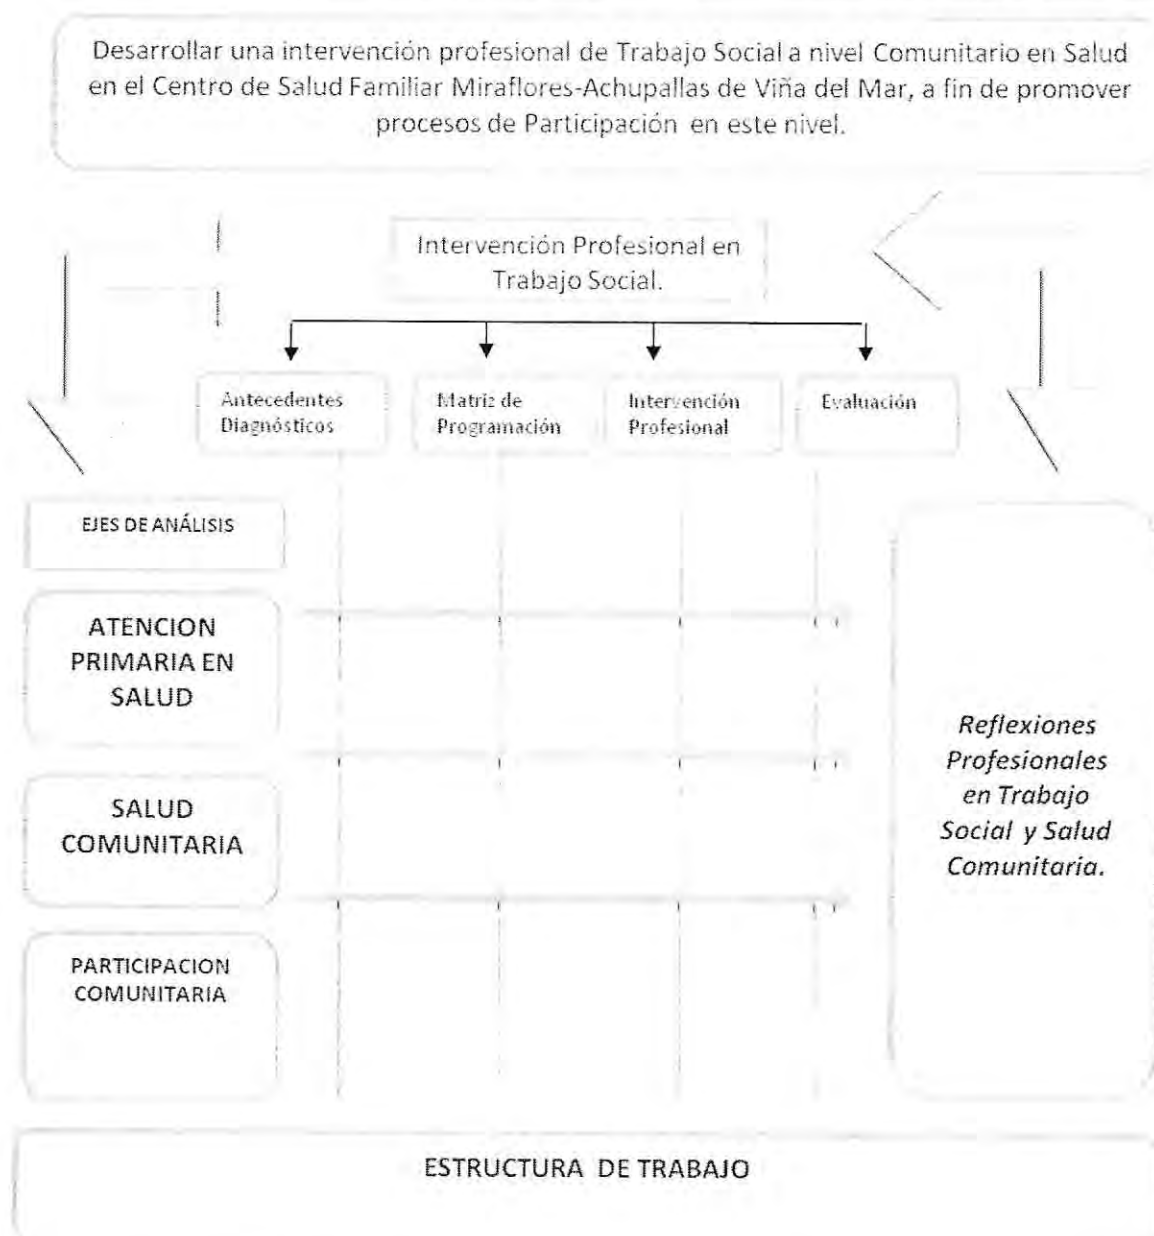 Desarrollar una intervención profesional de Trabajo Social a nivel Comunitario en Salud
en el Centro de Salud Familiar Miraflores-Achupallas de Viña del Mar, a fin de promover
procesos de Participación en este nivel.
Intervención Profesional en
Trabajo Social.
Antecedentes
Diagnósticos
Matriz de
Programación
Intervención
Profesional
Evaluación
EJES DE ANÁLISIS
ATENCION
PRIMARIA EN
SALUD
SALUD
COMUNITARIA
PARTICIPACION
COMUNITARIA
Reflexiones
Profesionales
en Trabajo
Social y Salud
Comunitaria.
ESTRUCTURA DE TRABAJO